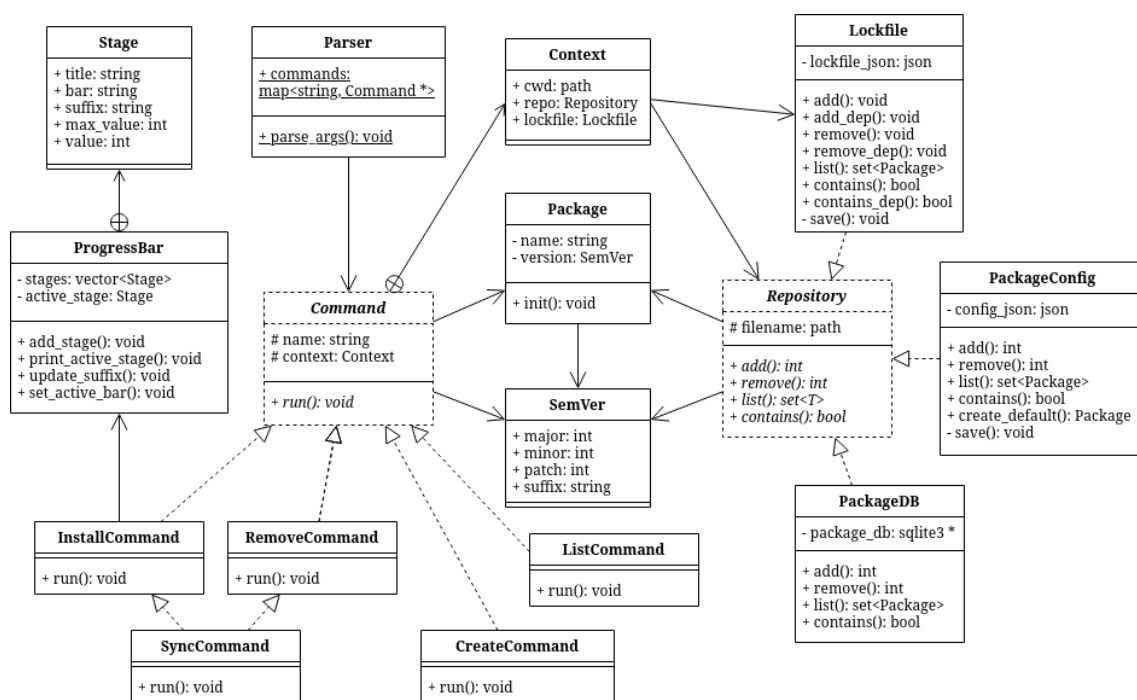 Stage
+ title: string
+ bar: string
+ suffix: string
+ max_value: int
+ value: int
Parser
+ commands:
map<string, Command *>
+ parse_args(): void
Context
+ cwd: path
+ repo: Repository
+ lockfile: Lockfile
Lockfile
- lockfile_json: json
+ add(): void
+ add_dep(): void
+ remove(): void
+ remove_dep(): void
+ list(): set<Package>
+ contains(): bool
+ contains_dep(): bool
- save(): void
ProgressBar
- stages: vector<Stage>
- active_stage: Stage
+ add_stage(): void
+ print_active_stage(): void
+ update_suffix(): void
+ set_active_bar(): void
Command
# name: string
# context: Context
+ run(): void
Package
- name: string
- version: SemVer
+ init(): void
Repository
# filename: path
+ add(): int
+ remove(): int
+ list(): set<T>
+ contains(): bool
PackageConfig
- config_json: json
+ add(): int
+ remove(): int
+ list(): set<Package>
+ contains(): bool
+ create_default(): Package
- save(): void
SemVer
+ major: int
+ minor: int
+ patch: int
+ suffix: string
PackageDB
- package_db: sqlite3 *
+ add(): int
+ remove(): int
+ list(): set<Package>
+ contains(): bool
InstallCommand
+ run(): void
RemoveCommand
+ run(): void
ListCommand
+ run(): void
SyncCommand
+ run(): void
CreateCommand
+ run(): void